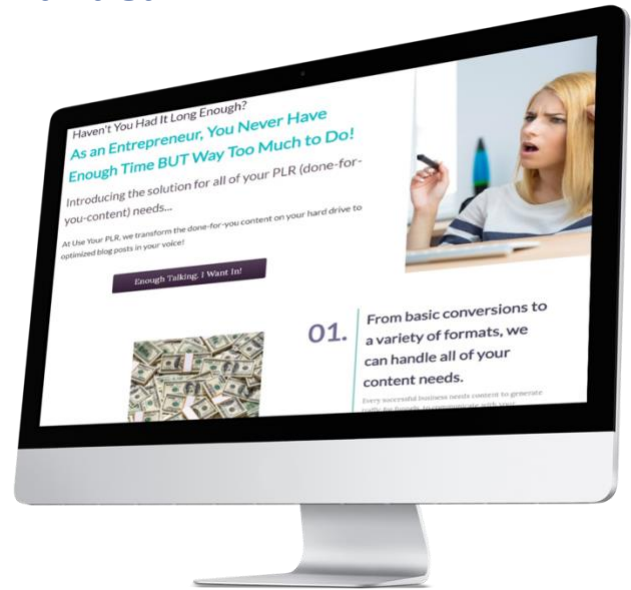 Haven't You Had It Long Enough?
As an Entrepreneur, You Never Have
Enough Time BUT Way Too Much to Do!
Introducing the solution for all of your PLR (done-for-
you-content) needs...
At Use Your PLR, we transform the done-for-you content on your hard drive to
optimized blog posts in your voice!
Enough Talking, I Want In!
01.
From basic conversions to
a variety of formats, we
can handle all of your
content needs.
Every successful business needs content to generate